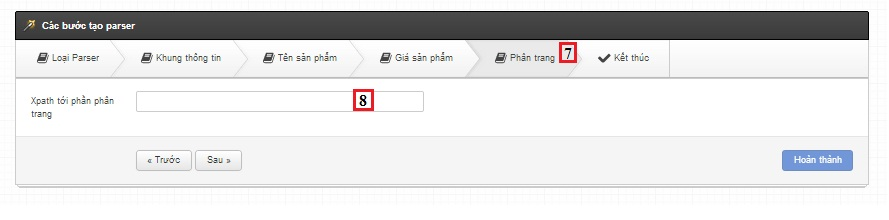 Các bước tạo parser
Loại Parser Khung thông tin Tên sản phẩm Giá sản phẩm Phân trang 7 Kết thúc
Xpath tới phần phân 8
trang
« Trước Sau » Hoàn thành